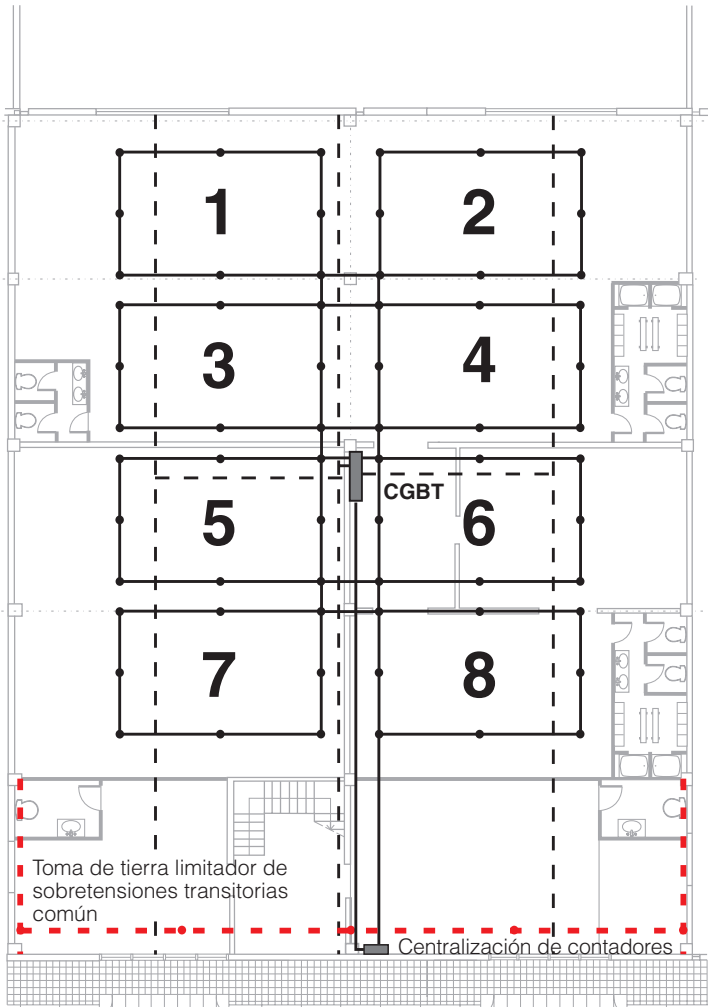 1
2
3
4
5
CGBT
6
7
8
Toma de tierra limitador de
sobretensiones transitorias
común
Centralización de contadores